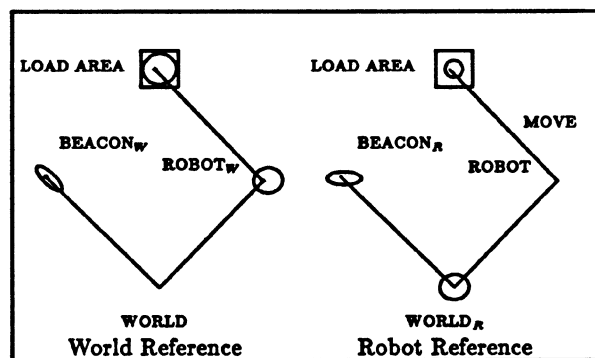 LOAD AREA
BEACON_W
ROBOT_W
WORLD
World Reference
LOAD AREA
MOVE
BEACON_R
ROBOT
WORLD_R
Robot Reference